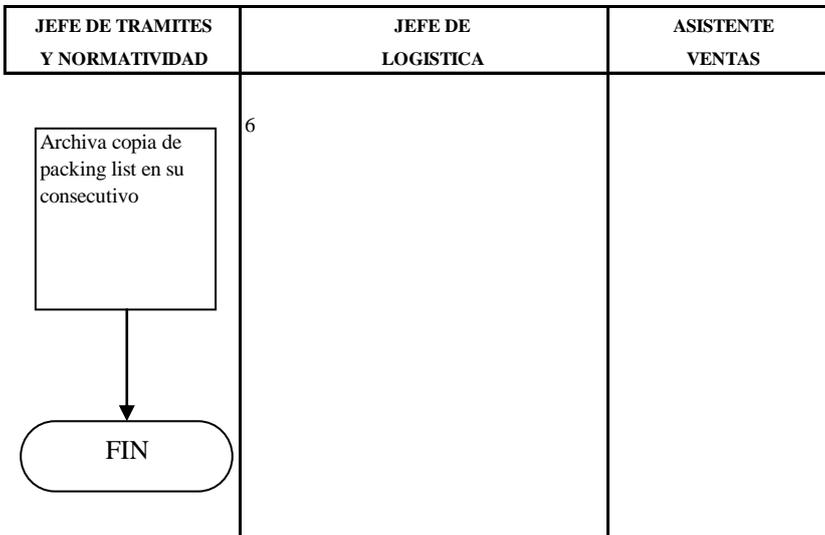 JEFE DE TRAMITES
Y NORMATIVIDAD
JEFE DE
LOGISTICA
ASISTENTE
VENTAS
6
Archiva copia de
packing list en su
consecutivo
FIN